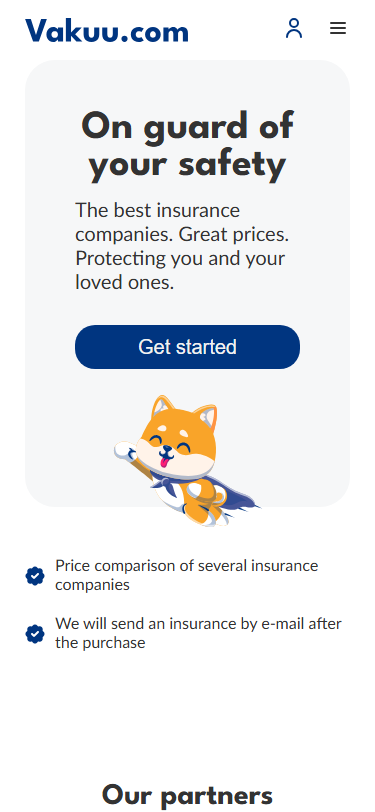 Vakuu.com
On guard of
your safety
The best insurance
companies. Great prices.
Protecting you and your
loved ones.
Get started
Price comparison of several insurance
companies
We will send an insurance by e-mail after
the purchase
Our partners